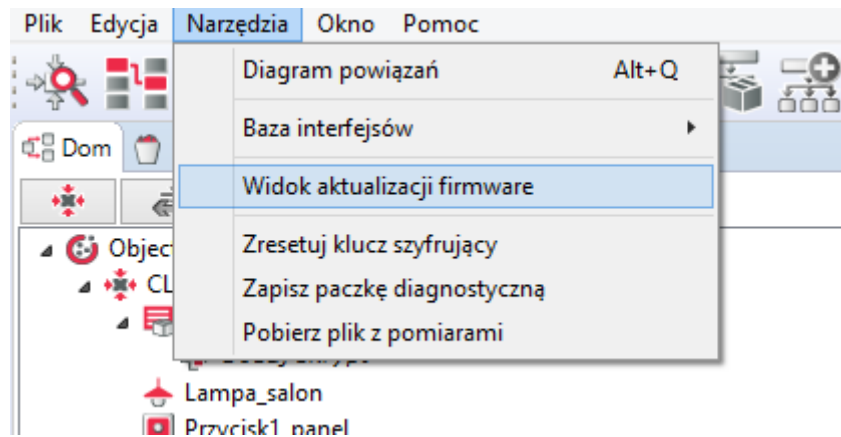 Plik Edycja Narzędzia Okno Pomoc
Diagram powiązań Alt+Q
Baza interfejsów
Dom
Widok aktualizacji firmware
Zresetuj klucz szyfrujący
Zapisz paczkę diagnostyczną
Pobierz plik z pomiarami
Lampa_salon
Przycisk1_panel